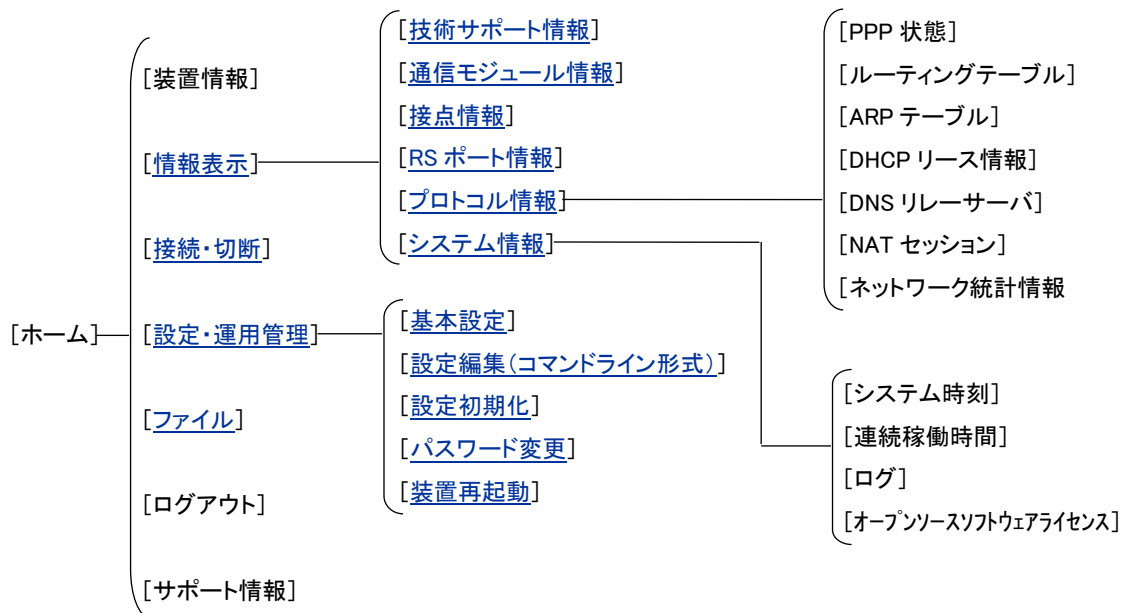 [ホーム]
[装置情報]
[情報表示]
[接続・切断]
[設定・運用管理]
[ファイル]
[ログアウト]
[サポート情報]
[技術サポート情報]
[通信モジュール情報]
[接点情報]
[RS ポート情報]
[プロトコル情報]
[システム情報]
[基本設定]
[設定編集(コマンドライン形式)]
[設定初期化]
[パスワード変更]
[装置再起動]
[PPP 状態]
[ルーティングテーブル]
[ARP テーブル]
[DHCP リース情報]
[DNS リレーサーバ]
[NAT セッション]
[ネットワーク統計情報
[システム時刻]
[連続稼働時間]
[ログ]
[オープンソースソフトウェアライセンス]